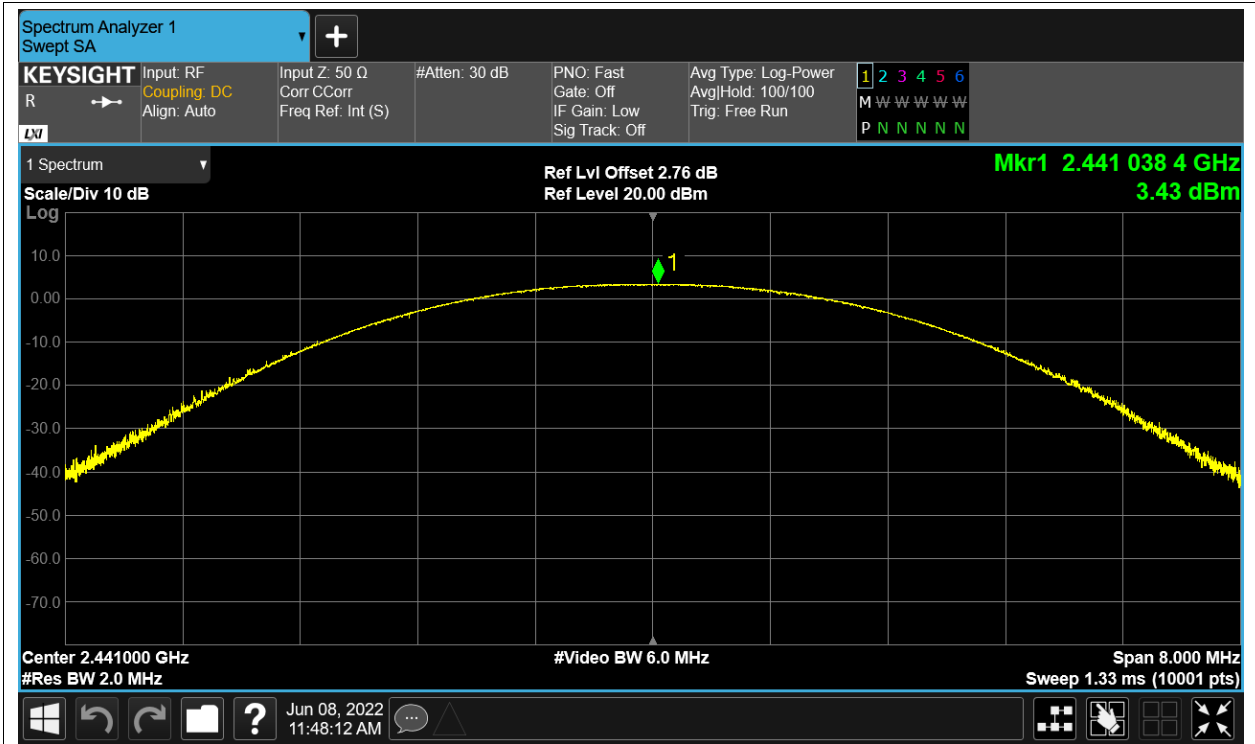 Spectrum Analyzer 1
Swept SA
KEYSIGHT
R
LXI
Input: RF
Coupling: DC
Align: Auto
Input Z: 50 Ω
Corr CCorr
Freq Ref: Int (S)
#Atten: 30 dB
PNO: Fast
Gate: Off
IF Gain: Low
Sig Track: Off
Avg Type: Log-Power
Avg|Hold: 100/100
Trig: Free Run
1 2 3 4 5 6
M W W W W W
P N N N N N
1 Spectrum
Scale/Div 10 dB
Log
Ref Lvl Offset 2.76 dB
Ref Level 20.00 dBm
Mkr1 2.441 038 4 GHz
3.43 dBm
1
10.0
0.00
-10.0
-20.0
-30.0
-40.0
-50.0
-60.0
-70.0
Center 2.441000 GHz
#Res BW 2.0 MHz
#Video BW 6.0 MHz
Span 8.000 MHz
Sweep 1.33 ms (10001 pts)
?
Jun 08, 2022
11:48:12 AM